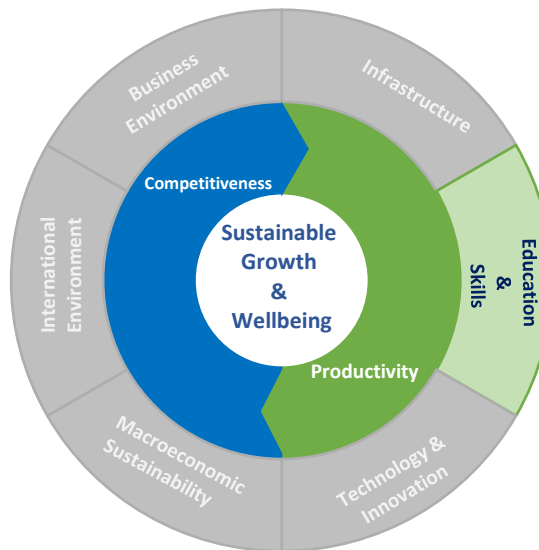 Business
Environment
Infrastructure
Competitiveness
International
Environment
Sustainable
Growth
&
Wellbeing
Education
&
Skills
Productivity
Macroeconomic
Sustainability
Technology &
Innovation